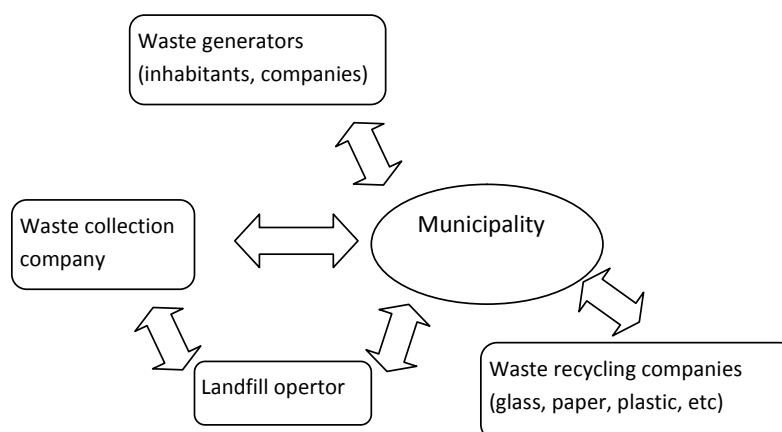 Waste generators
(inhabitants, companies)
Waste collection
company
Municipality
Landfill opertor
Waste recycling companies
(glass, paper, plastic, etc)